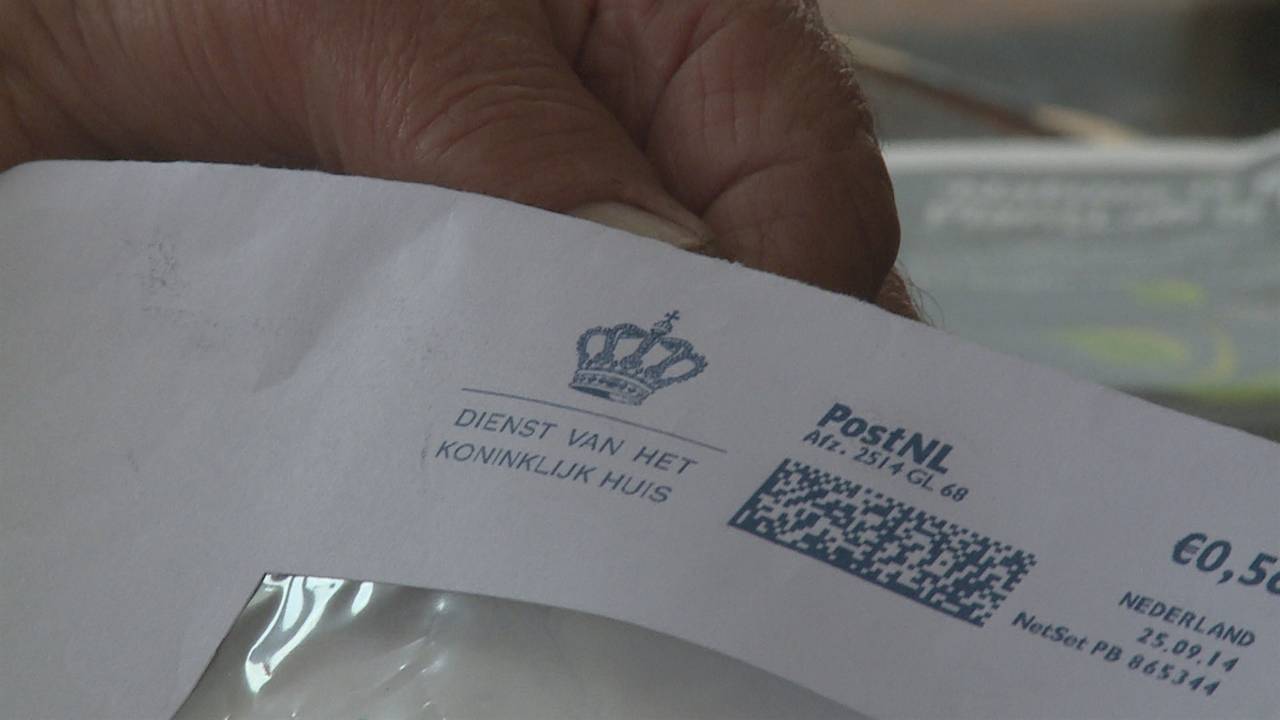 DIENST VAN HET
KONINKLIJK HUIS
PostNL
Afz. 2514 GL 68
NEDERLAND
25.09.14
NetSet PB 865344